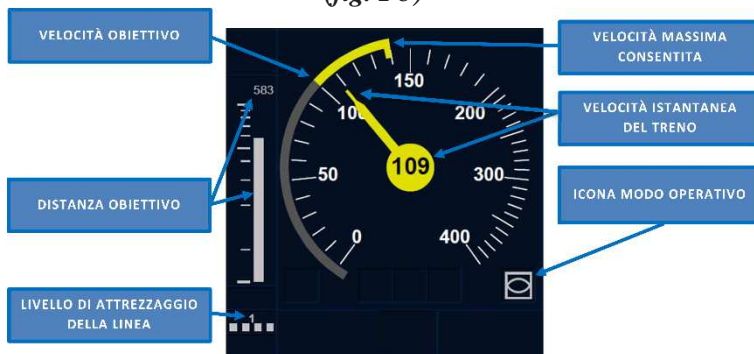 VELOCITÀ OBIETTIVO
VELOCITÀ MASSIMA
CONSENTITA
583
150
100
200
VELOCITÀ ISTANTANEA
DEL TRENO
109
50
300
DISTANZA OBIETTIVO
ICONA MODO OPERATIVO
0
400
LIVELLO DI ATTREZZAGGIO
DELLA LINEA
1